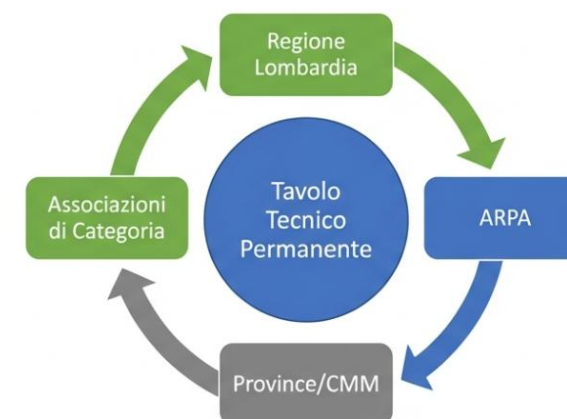 Regione
Lombardia
Associazioni
di Categoria
Tavolo
Tecnico
Permanente
ARPA
Province/CMM